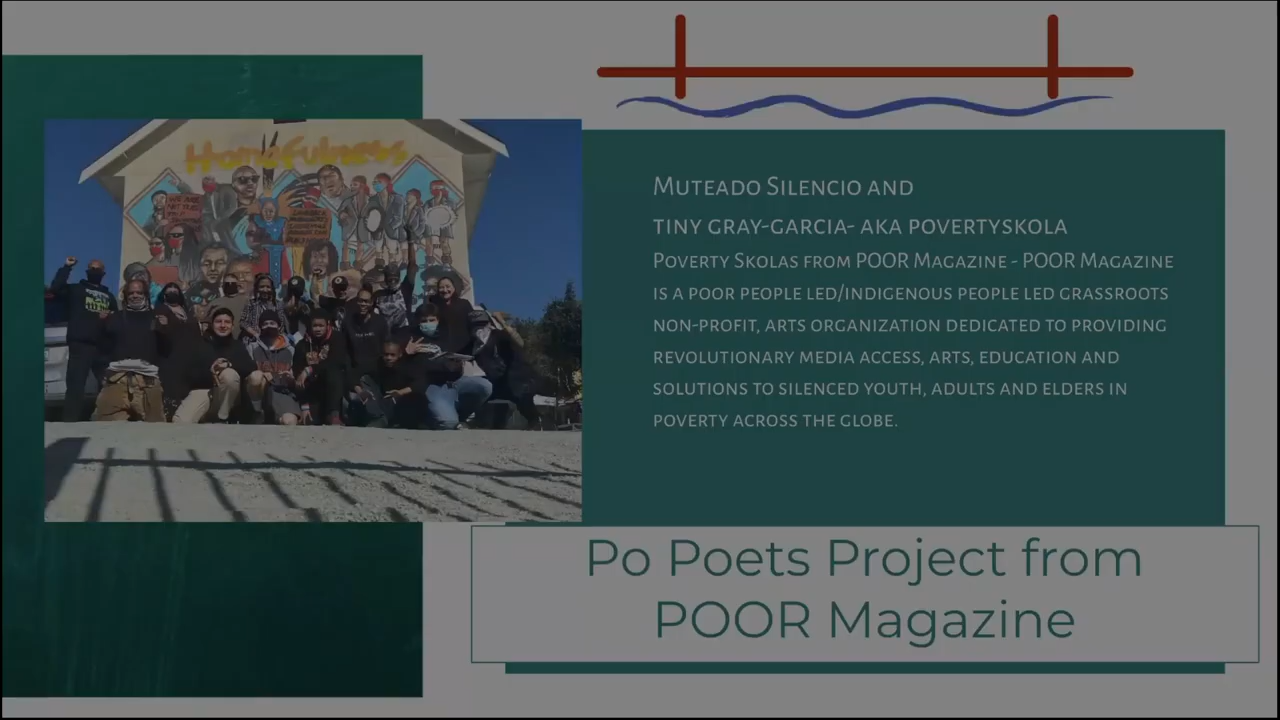 Homefulness
MUTEADO SILENCIO AND
TINY GRAY-GARCIA- AKA POVERTYSKOLA
POVERTY SKOLAS FROM POOR MAGAZINE - POOR MAGAZINE
IS A POOR PEOPLE LED/INDIGENOUS PEOPLE LED GRASSROOTS
NON-PROFIT, ARTS ORGANIZATION DEDICATED TO PROVIDING
REVOLUTIONARY MEDIA ACCESS, ARTS, EDUCATION AND
SOLUTIONS TO SILENCED YOUTH, ADULTS AND ELDERS IN
POVERTY ACROSS THE GLOBE.
Po Poets Project from
POOR Magazine